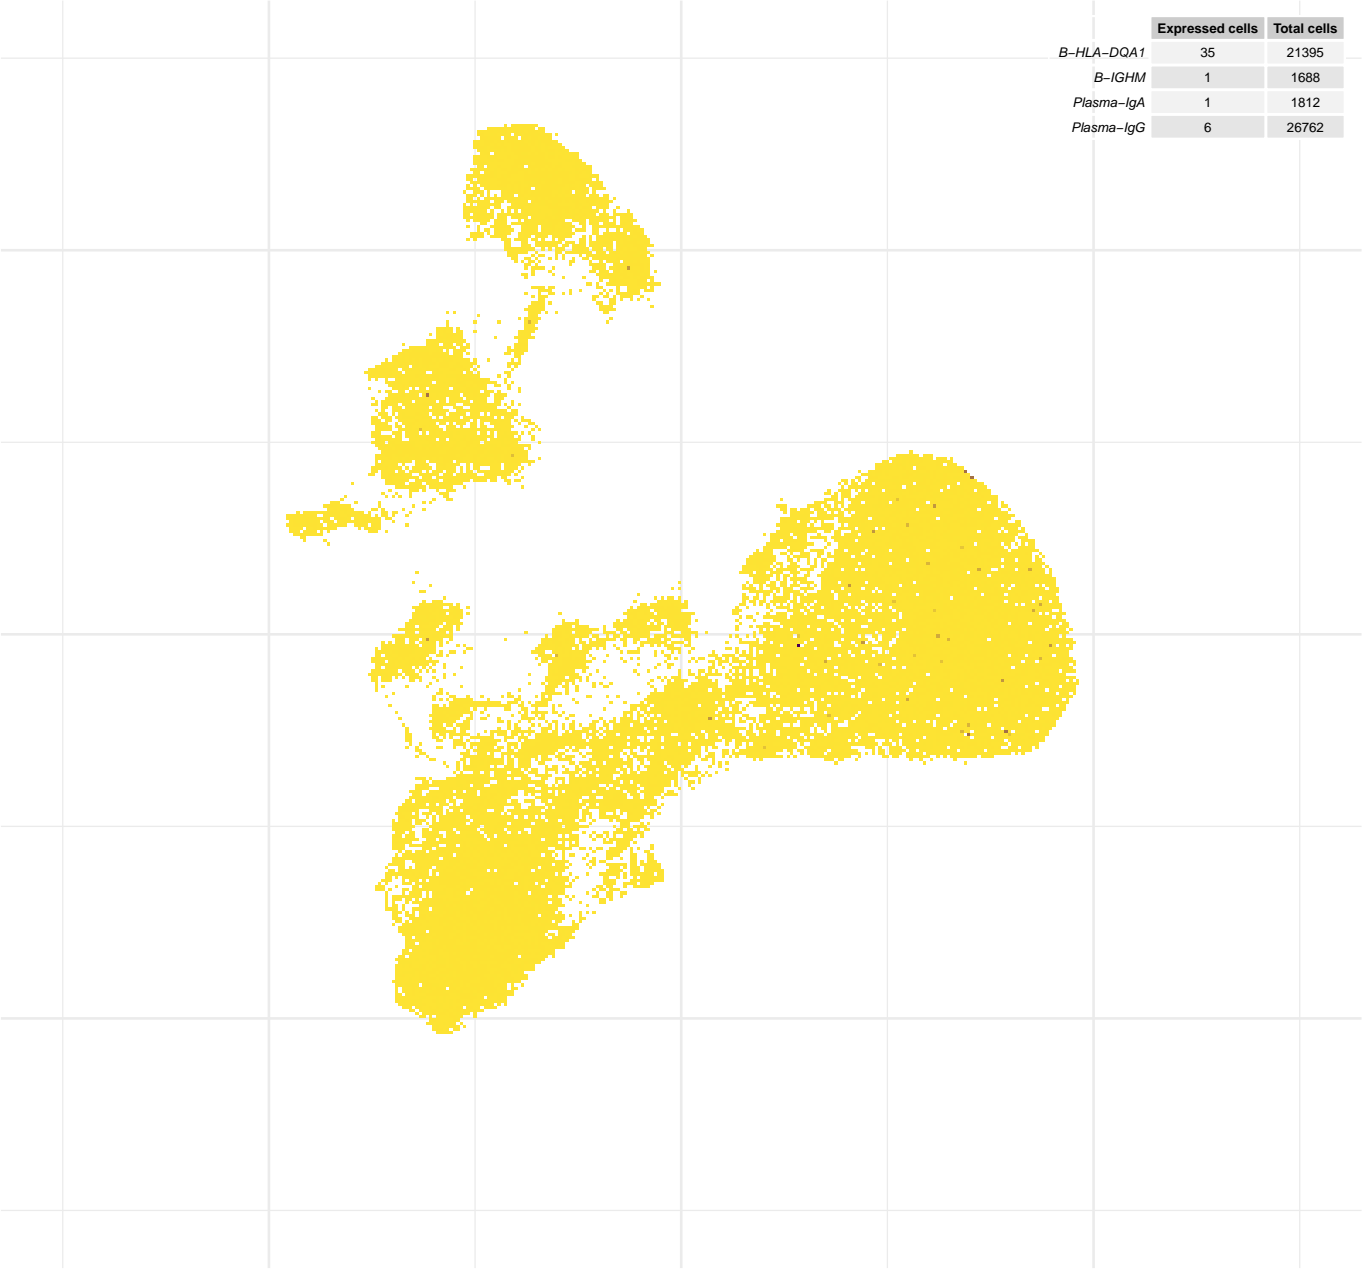 Expressed cells Total cells
B−HLA−DQA1 35 21395
B−IGHM 1 1688
Plasma−IgA 1 1812
Plasma−IgG 6 26762